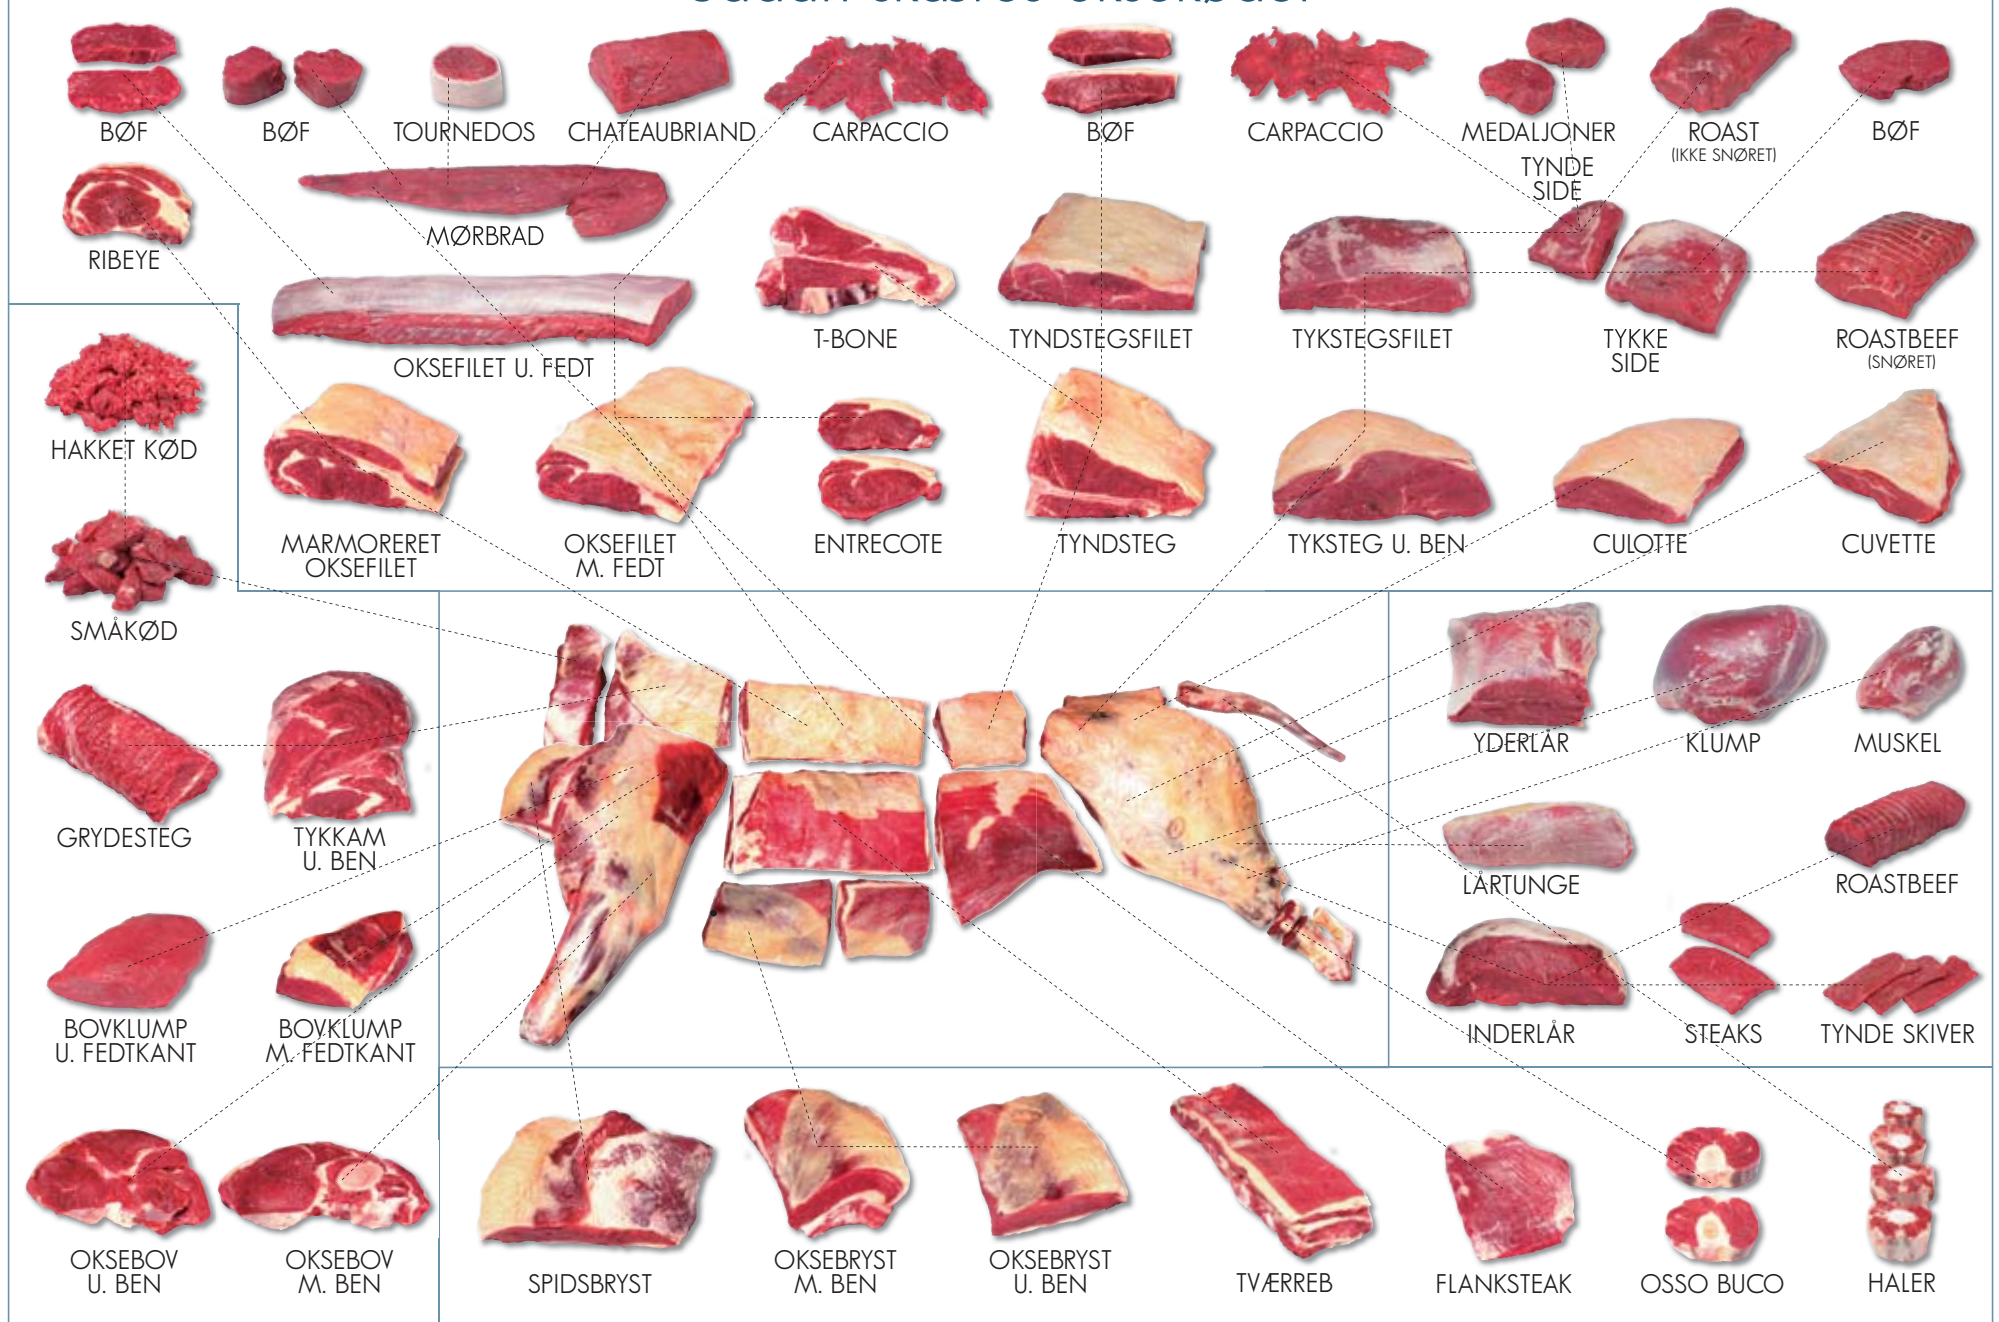 BØF
BØF
TOURNEDOS
CHATEAUBRIAND
CARPACCIO
BØF
CARPACCIO
MEDALJONER
ROAST
(IKKE SNØRET)
BØF
TYNDE
SIDE
RIBEYE
MØRBRAD
OKSEFILET U. FEDT
T-BONE
TYNDSTEGSFILET
TYKSTEGSFILET
TYKKE
SIDE
ROASTBEEF
(SNØRET)
HAKKET KØD
MARMORERET
OKSEFILET
OKSEFILET
M. FEDT
ENTRECOTE
TYNDSTEG
TYKSTEG U. BEN
CULOTTE
CUVETTE
SMÅKØD
GRYDESTEG
TYKKAM
U. BEN
YDERLÅR
KLUMP
MUSKEL
LÅRTUNGE
ROASTBEEF
BOVKLUMP
U. FEDTKANT
BOVKLUMP
M. FEDTKANT
INDERLÅR
STEAKS
TYNDE SKIVER
OKSEBOV
U. BEN
OKSEBOV
M. BEN
SPIDSBRYST
OKSEBRYST
M. BEN
OKSEBRYST
U. BEN
TVÆRREB
FLANKSTEAK
OSSO BUCO
HALER